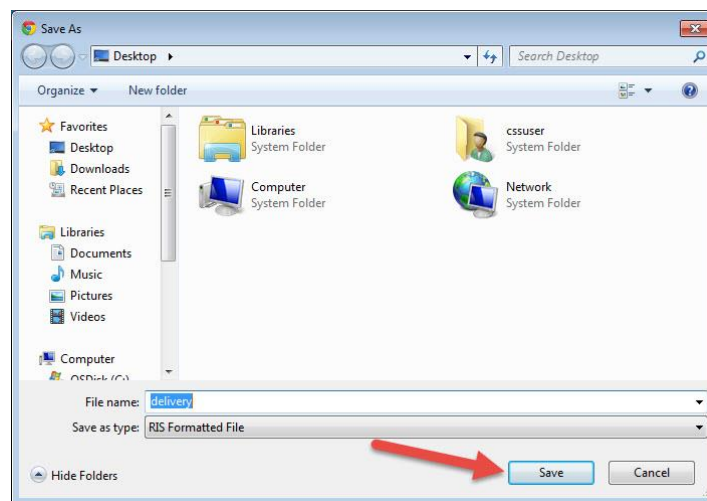 Save As
Desktop
Search Desktop
Organize
New folder
Favorites
Desktop
Downloads
Recent Places
Libraries
Documents
Music
Pictures
Videos
Computer
OSDisk (C:)
Libraries
System Folder
cssuser
System Folder
Computer
System Folder
Network
System Folder
File name: delivery
Save as type: RIS Formatted File
Hide Folders
Save
Cancel